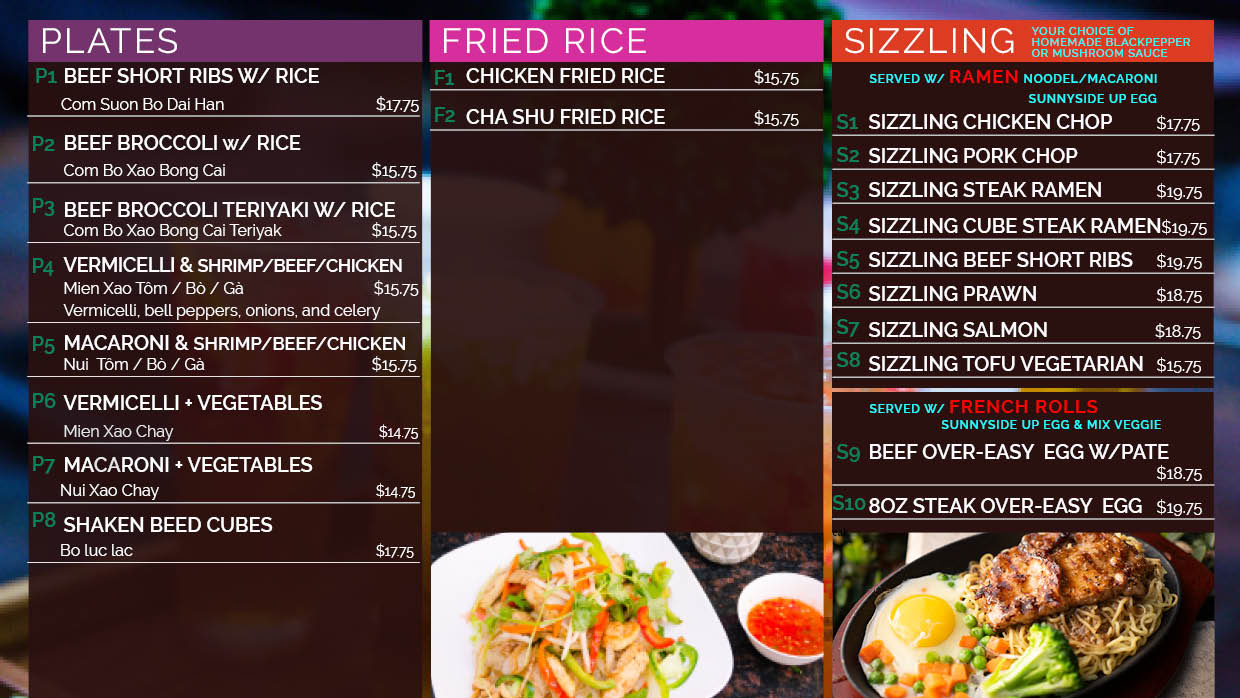 PLATES
P1 BEEF SHORT RIBS W/ RICE
Com Suon Bo Dai Han $17.75
P2 BEEF BROCCOLI w/ RICE
Com Bo Xao Bong Cai $15.75
P3 BEEF BROCCOLI TERIYAKI W/ RICE
Com Bo Xao Bong Cai Teriyak $15.75
P4 VERMICELLI & SHRIMP/BEEF/CHICKEN
Mien Xao Tôm / Bò / Gà $15.75
Vermicelli, bell peppers, onions, and celery
P5 MACARONI & SHRIMP/BEEF/CHICKEN
Nui Tôm / Bò / Gà $15.75
P6 VERMICELLI + VEGETABLES
Mien Xao Chay $14.75
P7 MACARONI + VEGETABLES
Nui Xao Chay $14.75
P8 SHAKEN BEED CUBES
Bo luc lac $17.75
FRIED RICE
F1 CHICKEN FRIED RICE $15.75
F2 CHA SHU FRIED RICE $15.75
SIZZLING
YOUR CHOICE OF
HOMEMADE BLACKPEPPER
OR MUSHROOM SAUCE
SERVED W/ RAMEN NOODEL/MACARONI
SUNNYSIDE UP EGG
S1 SIZZLING CHICKEN CHOP $17.75
S2 SIZZLING PORK CHOP $17.75
S3 SIZZLING STEAK RAMEN $19.75
S4 SIZZLING CUBE STEAK RAMEN $19.75
S5 SIZZLING BEEF SHORT RIBS $19.75
S6 SIZZLING PRAWN $18.75
S7 SIZZLING SALMON $18.75
S8 SIZZLING TOFU VEGETARIAN $15.75
SERVED W/ FRENCH ROLLS
SUNNYSIDE UP EGG & MIX VEGGIE
S9 BEEF OVER-EASY EGG W/PATE
$18.75
S10 8OZ STEAK OVER-EASY EGG $19.75